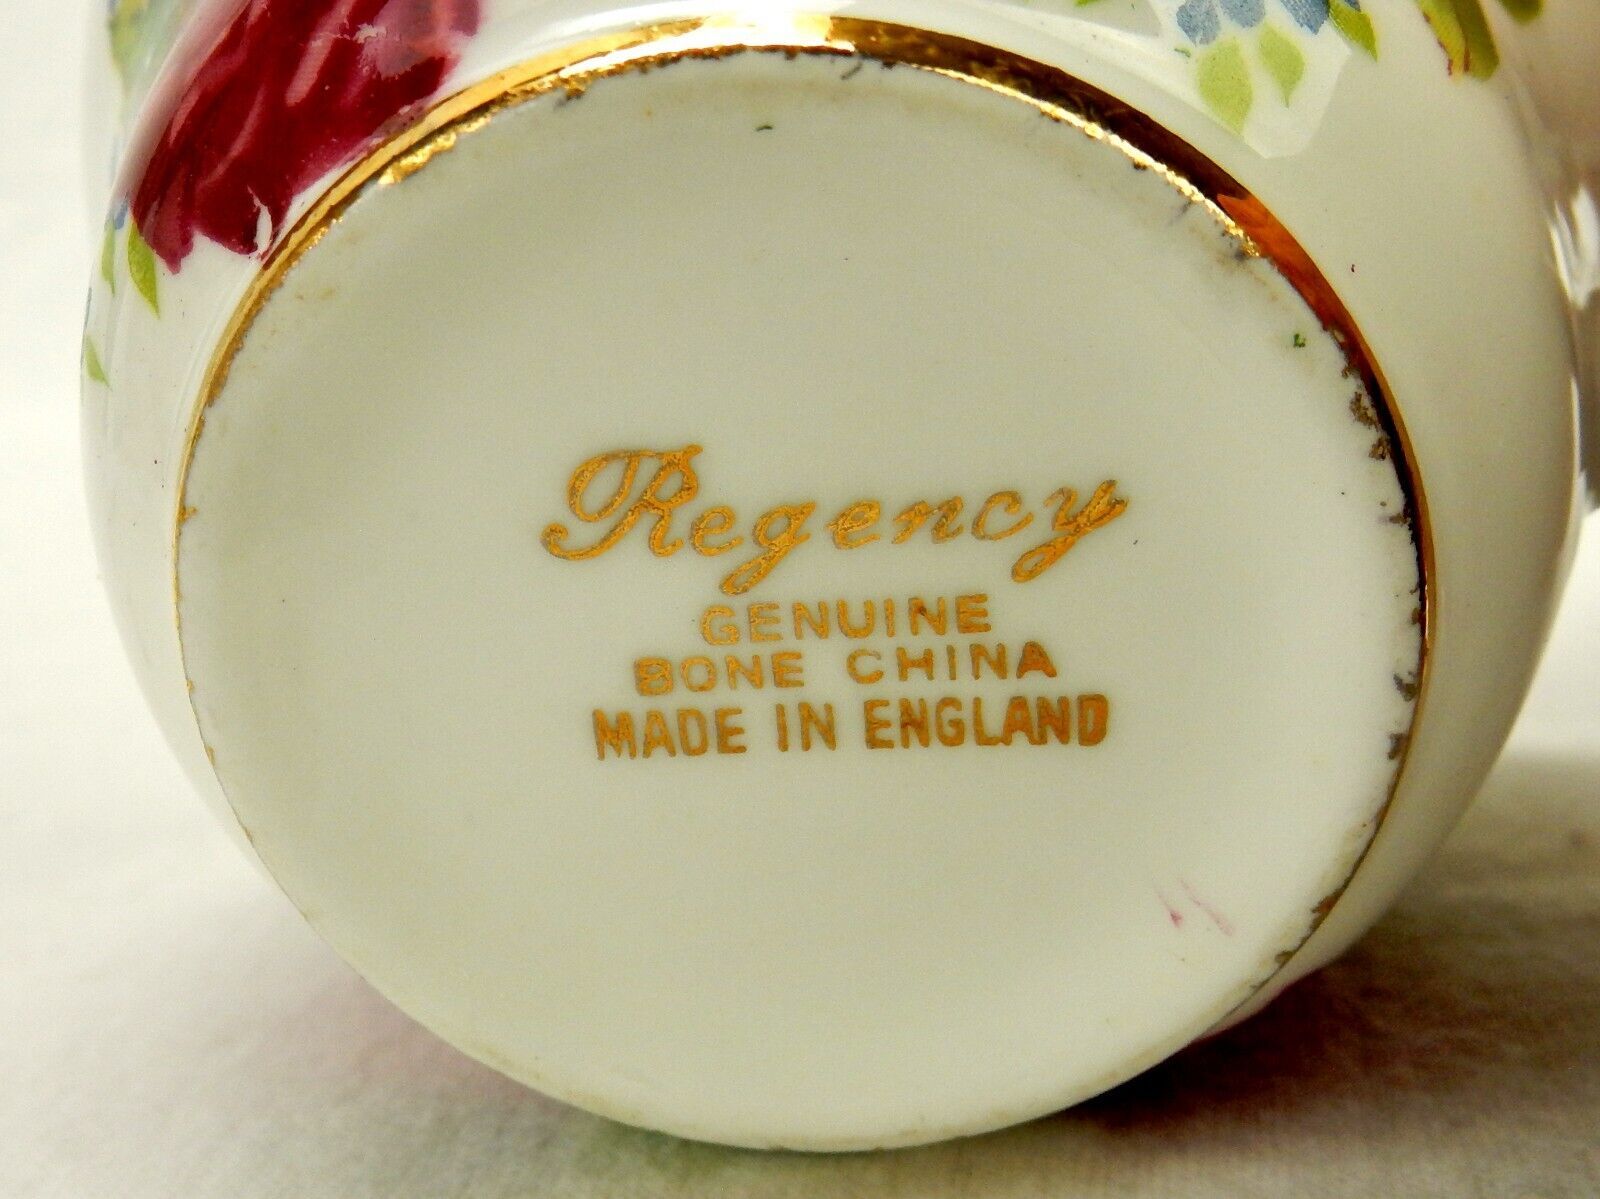 Regency
GENUINE
BONE CHINA
MADE IN ENGLAND